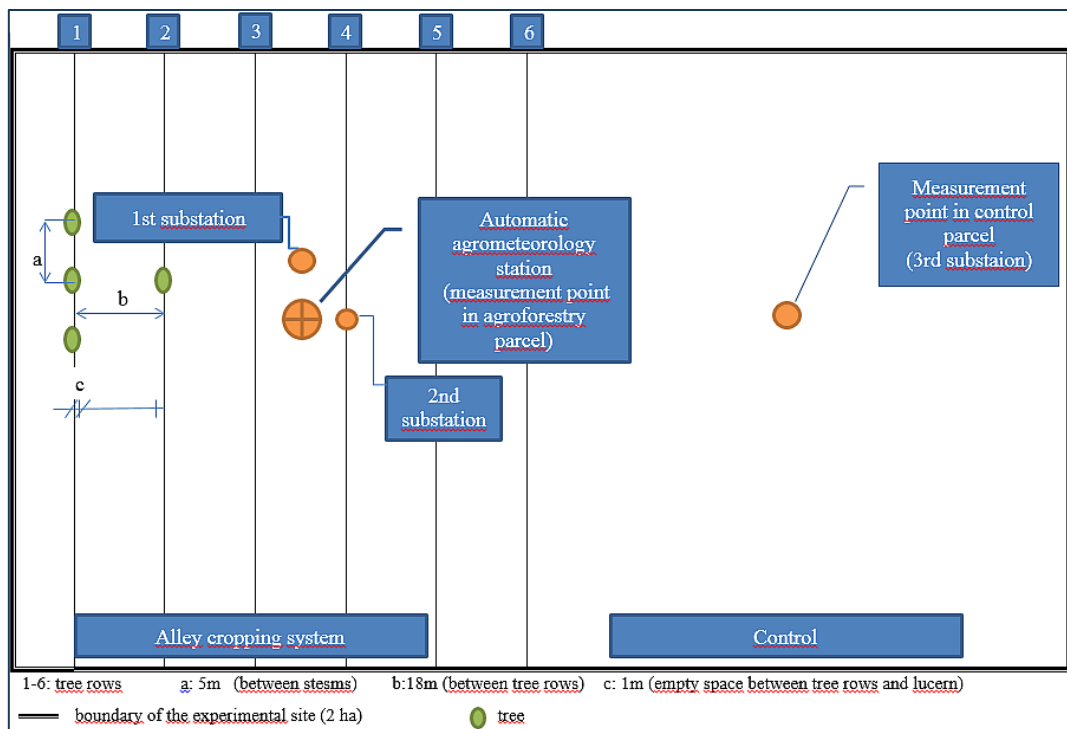 1
2
3
4
5
6
1st substation
Automatic
agrometeorology
station
(measurement point
in agroforestry
parcel)
Measurement
point in control
parcel
(3rd substaion)
a
b
c
2nd
substation
Alley cropping system
Control
1-6: tree rows a: 5m (between stesms) b:18m (between tree rows) c: 1m (empty space between tree rows and lucern)
boundary of the experimental site (2 ha) tree